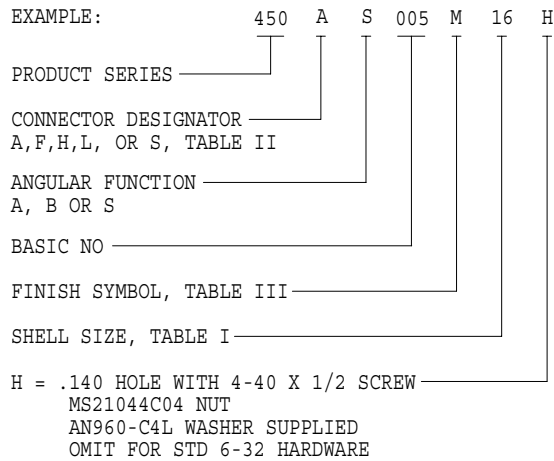 EXAMPLE: 450 A S 005 M 16 H
PRODUCT SERIES
CONNECTOR DESIGNATOR
A,F,H,L, OR S, TABLE II
ANGULAR FUNCTION
A, B OR S
BASIC NO
FINISH SYMBOL, TABLE III
SHELL SIZE, TABLE I
H = .140 HOLE WITH 4-40 X 1/2 SCREW
MS21044C04 NUT
AN960-C4L WASHER SUPPLIED
OMIT FOR STD 6-32 HARDWARE